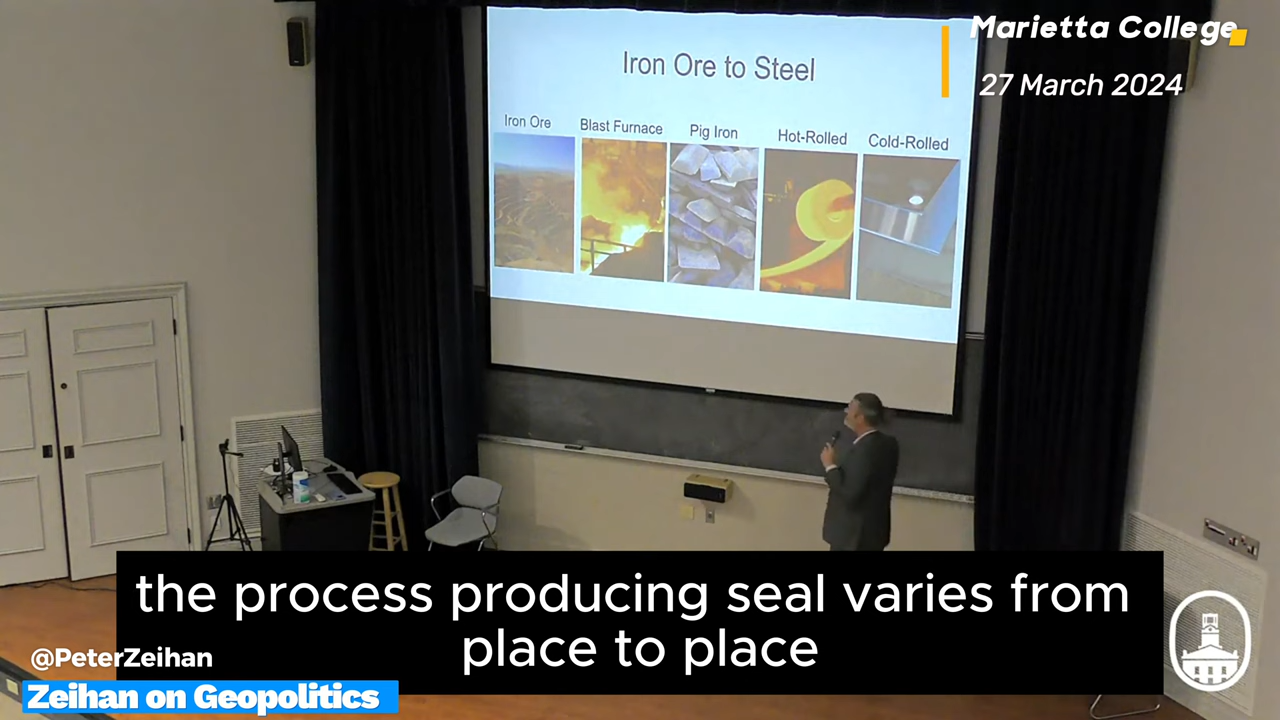 Marietta College
27 March 2024
Iron Ore to Steel
Iron Ore
Blast Furnace
Pig Iron
Hot-Rolled
Cold-Rolled
the process producing seal varies from
place to place
@PeterZeihan
Zeihan on Geopolitics